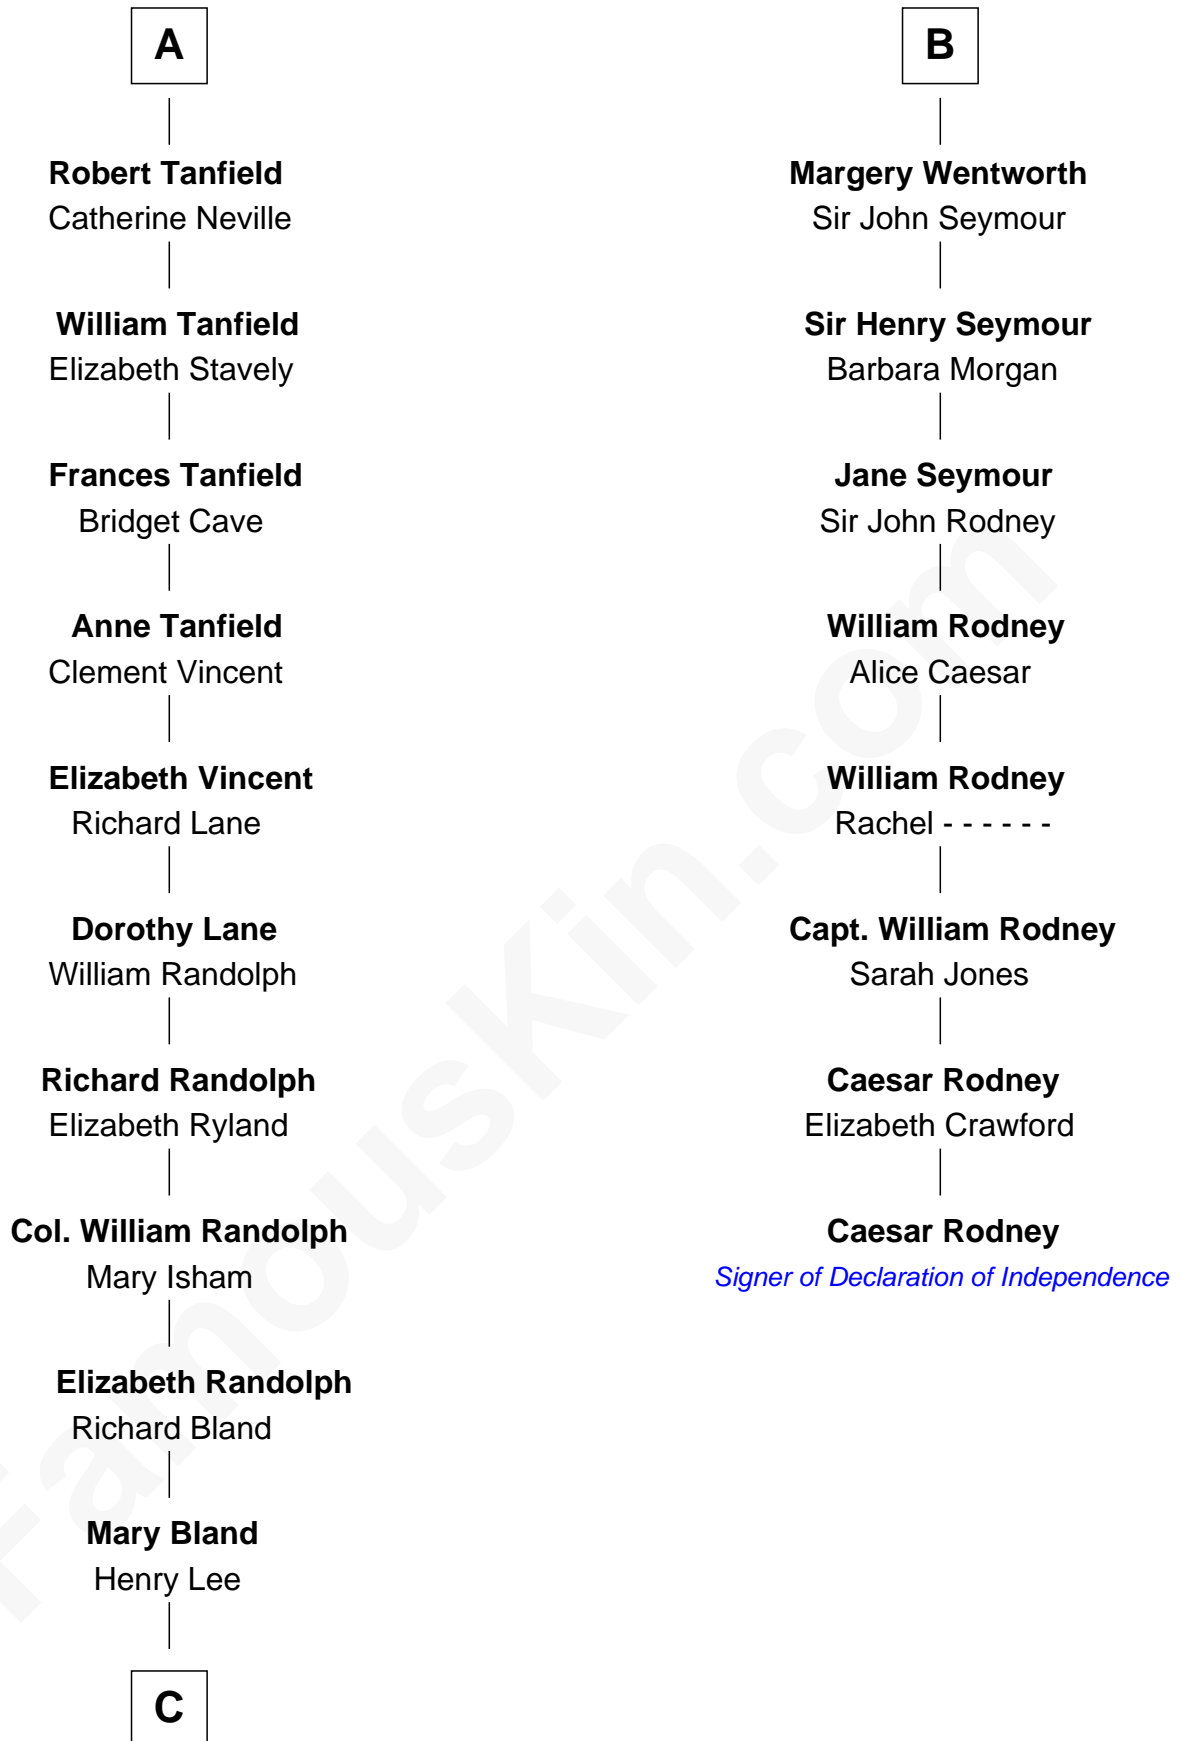 A
Robert Tanfield
Catherine Neville
William Tanfield
Elizabeth Stavely
Frances Tanfield
Bridget Cave
Anne Tanfield
Clement Vincent
Elizabeth Vincent
Richard Lane
Dorothy Lane
William Randolph
Richard Randolph
Elizabeth Ryland
Col. William Randolph
Mary Isham
Elizabeth Randolph
Richard Bland
Mary Bland
Henry Lee
C
B
Margery Wentworth
Sir John Seymour
Sir Henry Seymour
Barbara Morgan
Jane Seymour
Sir John Rodney
William Rodney
Alice Caesar
William Rodney
Rachel - - - - - -
Capt. William Rodney
Sarah Jones
Caesar Rodney
Elizabeth Crawford
Caesar Rodney
Signer of Declaration of Independence
FamousKin.com